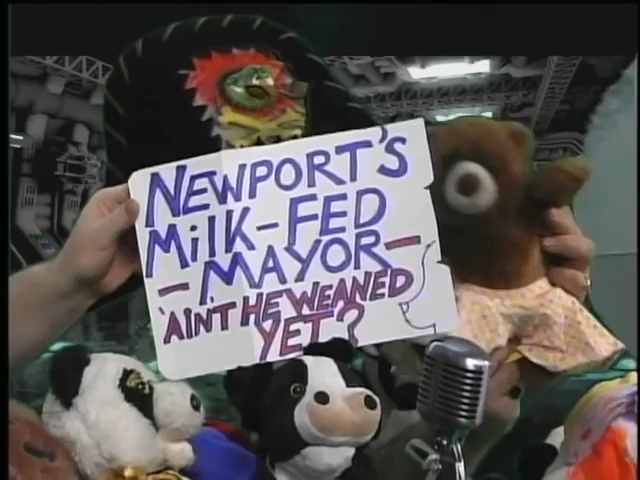 NEWPORT'S
MilK-FED
-MAYOR-
'AIN'T HE WEANED
YET?